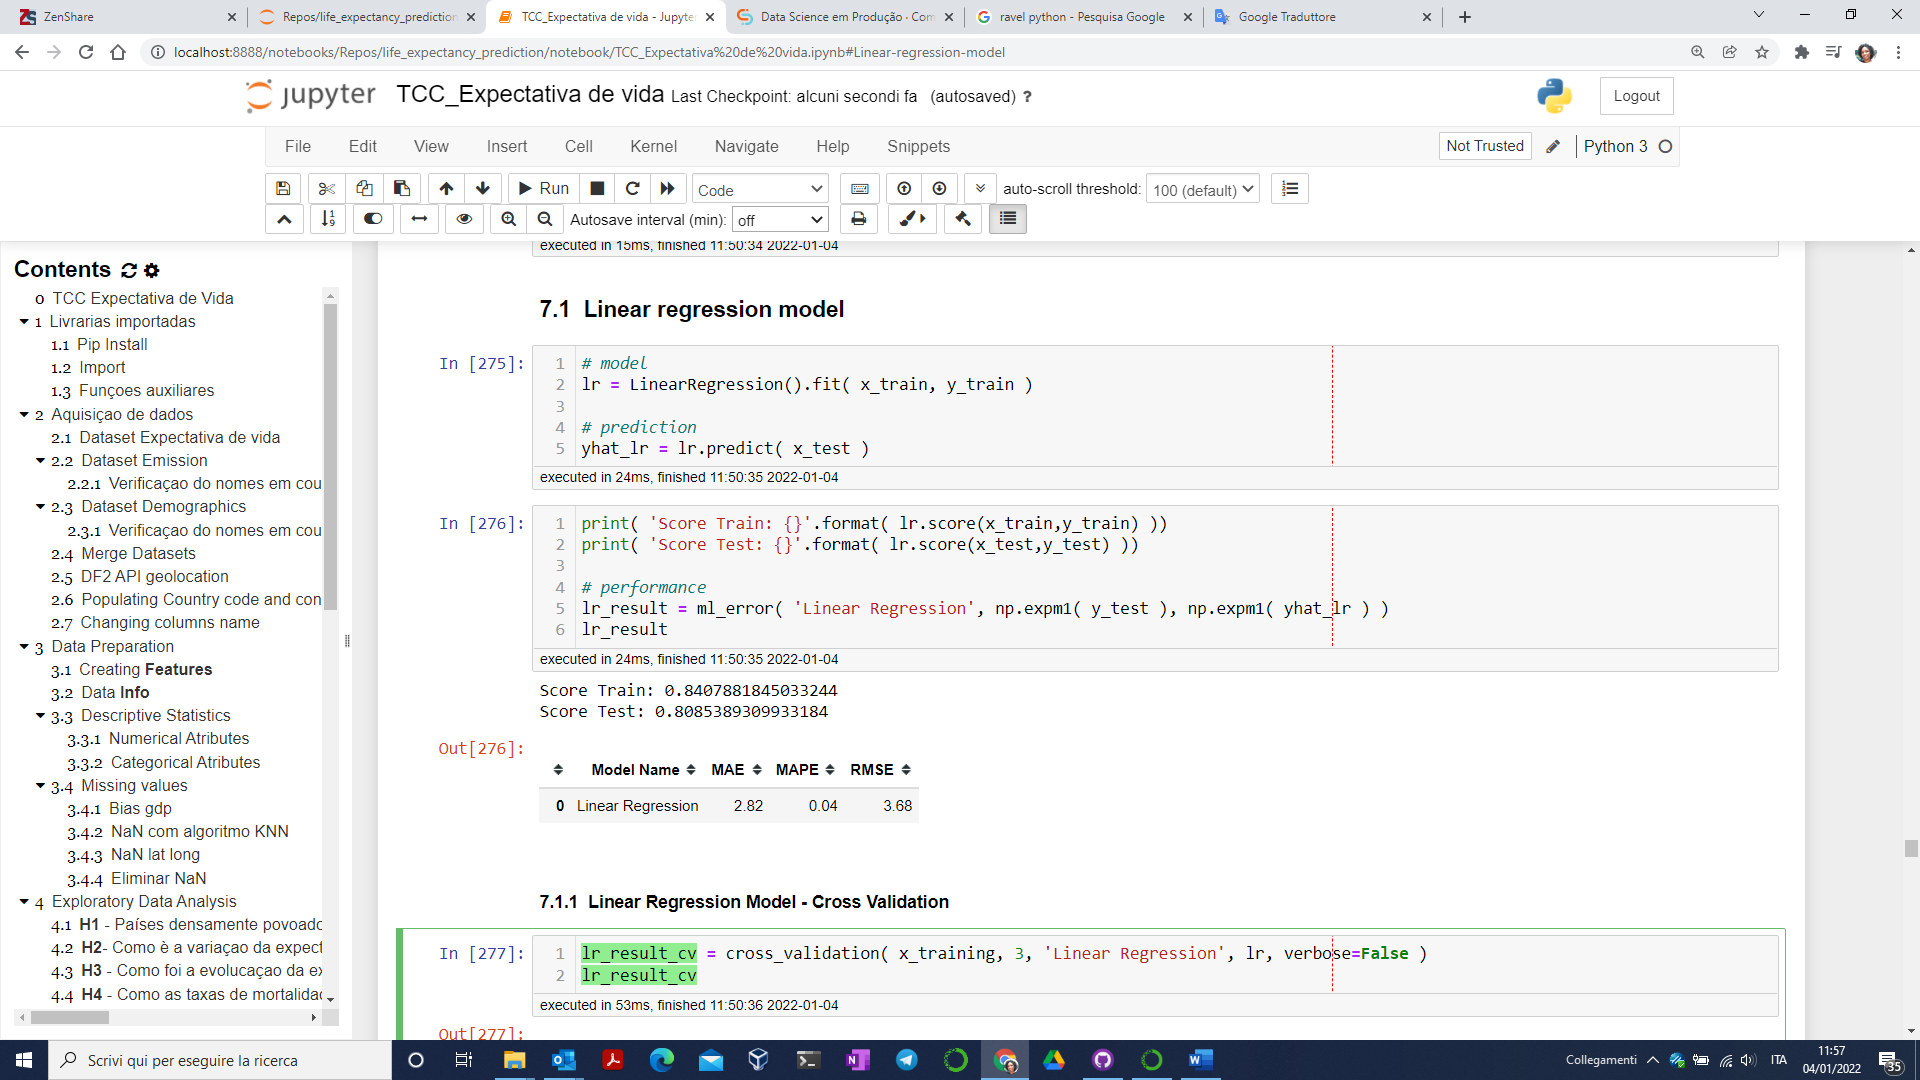 ZenShare
Repos/life_expectancy_prediction
TCC_Expectativa de vida - Jupyter
Data Science em Produção · Com
ravel python - Pesquisa Google
Google Traduttore
localhost:8888/notebooks/Repos/life_expectancy_prediction/notebook/TCC_Expectativa%20de%20vida.ipynb#Linear-regression-model
jupyter TCC_Expectativa de vida Last Checkpoint: alcuni secondi fa (autosaved) ?
Logout
File Edit View Insert Cell Kernel Navigate Help Snippets
Not Trusted Python 3
Run Code auto-scroll threshold: 100 (default)
Autosave interval (min): off
executed in 15ms, finished 11:50:34 2022-01-04
Contents
0 TCC Expectativa de Vida
1 Livrarias importadas
1.1 Pip Install
1.2 Import
1.3 Funçoes auxiliares
2 Aquisiçao de dados
2.1 Dataset Expectativa de vida
2.2 Dataset Emission
2.2.1 Verificaçao do nomes em cou
2.3 Dataset Demographics
2.3.1 Verificaçao do nomes em cou
2.4 Merge Datasets
2.5 DF2 API geolocation
2.6 Populating Country code and con
2.7 Changing columns name
3 Data Preparation
3.1 Creating Features
3.2 Data Info
3.3 Descriptive Statistics
3.3.1 Numerical Atributes
3.3.2 Categorical Atributes
3.4 Missing values
3.4.1 Bias gdp
3.4.2 NaN com algoritmo KNN
3.4.3 NaN lat long
3.4.4 Eliminar NaN
4 Exploratory Data Analysis
4.1 H1 - Países densamente povoado
4.2 H2- Como è a variaçao da expect
4.3 H3 - Como foi a evolucaçao da ex
4.4 H4 - Como as taxas de mortalidad
7.1 Linear regression model
In [275]:
1 # model
2 lr = LinearRegression().fit( x_train, y_train )
3
4 # prediction
5 yhat_lr = lr.predict( x_test )
executed in 24ms, finished 11:50:35 2022-01-04
In [276]:
1 print( 'Score Train: {}'.format( lr.score(x_train,y_train) ))
2 print( 'Score Test: {}'.format( lr.score(x_test,y_test) ))
3
4 # performance
5 lr_result = ml_error( 'Linear Regression', np.expm1( y_test ), np.expm1( yhat_lr ) )
6 lr_result
executed in 24ms, finished 11:50:35 2022-01-04
Score Train: 0.8407881845033244
Score Test: 0.8085389309933184
Out[276]:
Model Name MAE MAPE RMSE
0 Linear Regression 2.82 0.04 3.68
7.1.1 Linear Regression Model - Cross Validation
In [277]:
1 lr_result_cv = cross_validation( x_training, 3, 'Linear Regression', lr, verbose=False )
2 lr_result_cv
executed in 53ms, finished 11:50:36 2022-01-04
Out[277]:
Scrivi qui per eseguire la ricerca
Collegamenti
ITA
11:57
04/01/2022
35